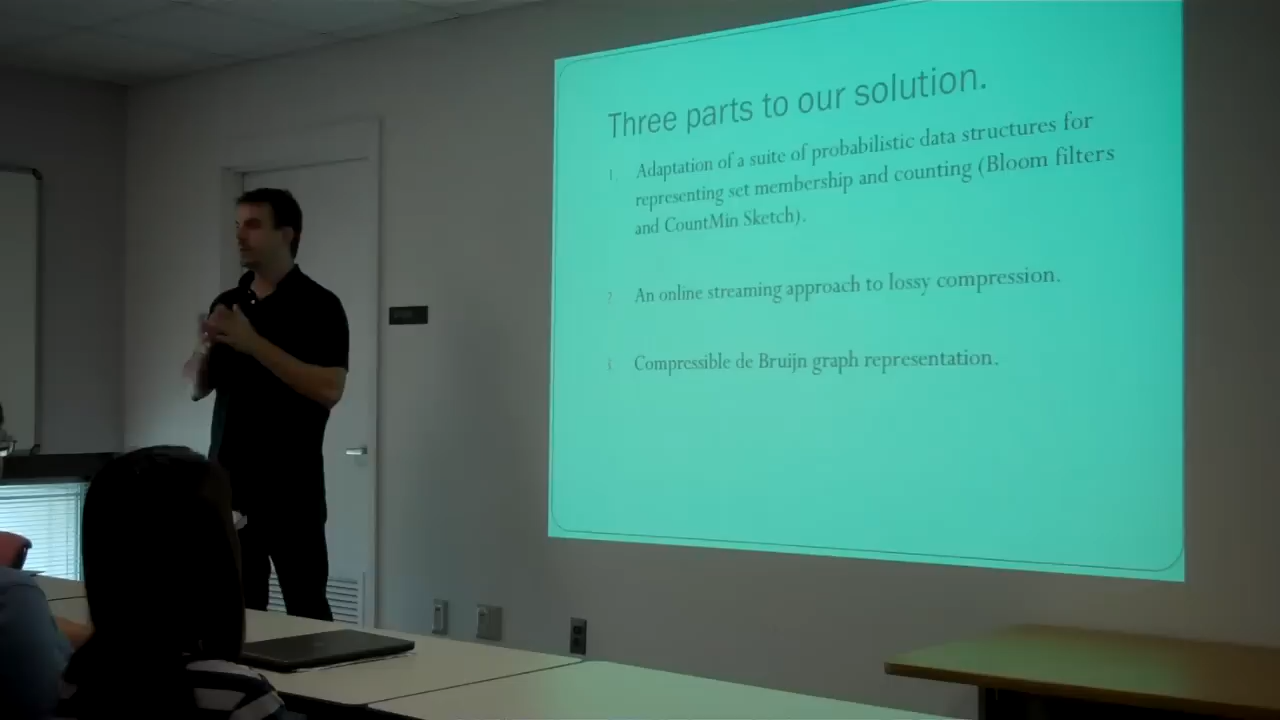 Three parts to our solution.
1. Adaptation of a suite of probabilistic data structures for
representing set membership and counting (Bloom filters
and CountMin Sketch).
2. An online streaming approach to lossy compression.
3. Compressible de Bruijn graph representation.